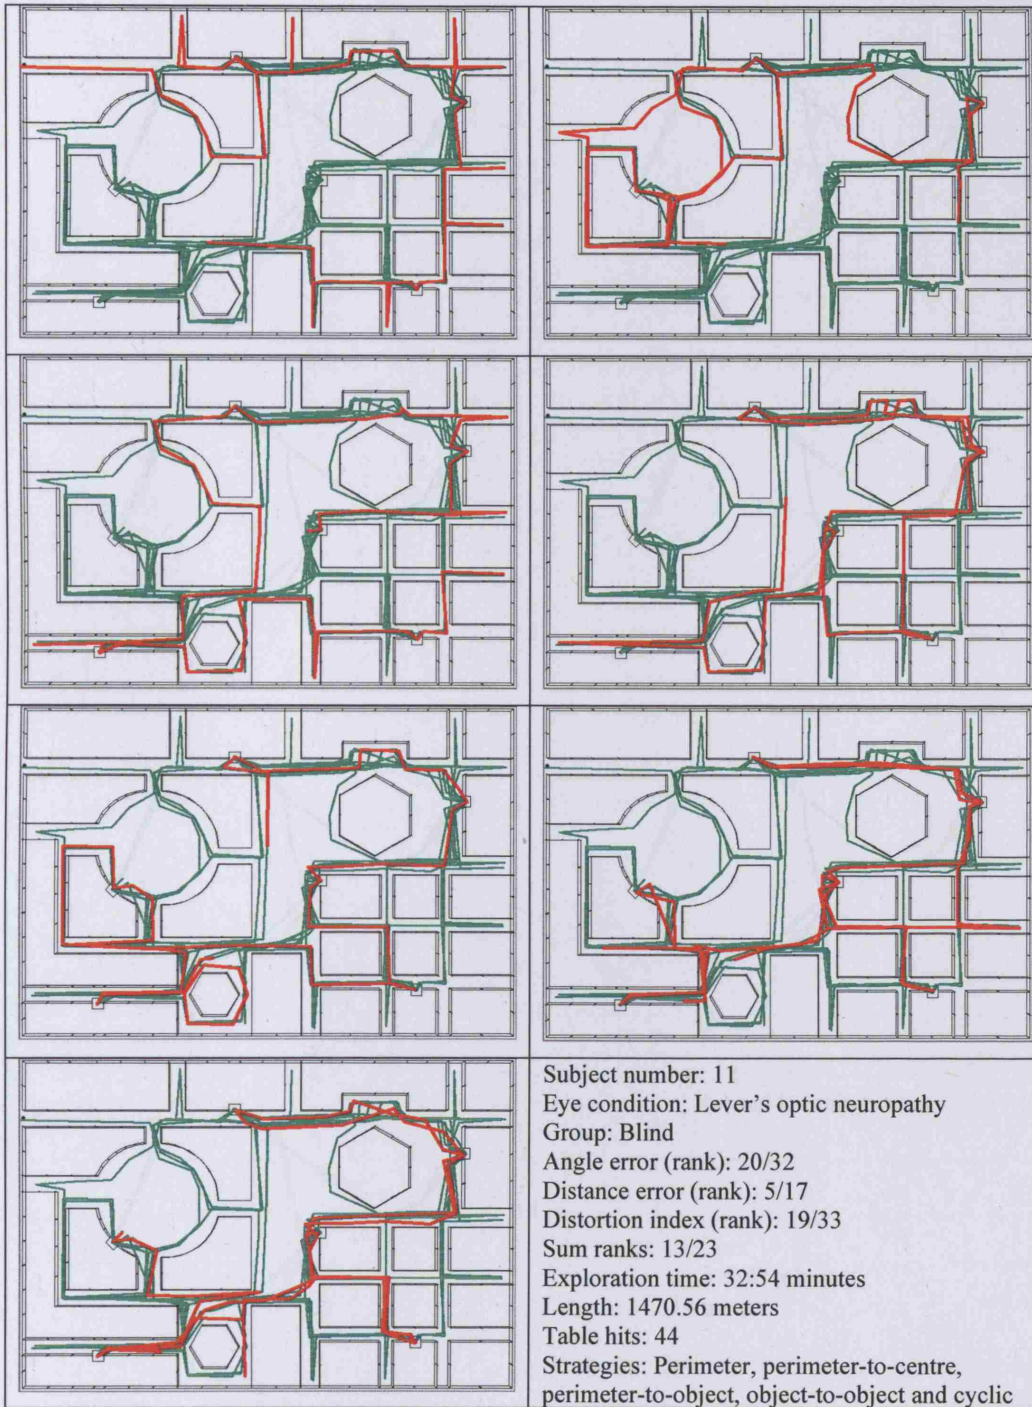 Subject number: 11
Eye condition: Lever's optic neuropathy
Group: Blind
Angle error (rank): 20/32
Distance error (rank): 5/17
Distortion index (rank): 19/33
Sum ranks: 13/23
Exploration time: 32:54 minutes
Length: 1470.56 meters
Table hits: 44
Strategies: Perimeter, perimeter-to-centre,
perimeter-to-object, object-to-object and cyclic